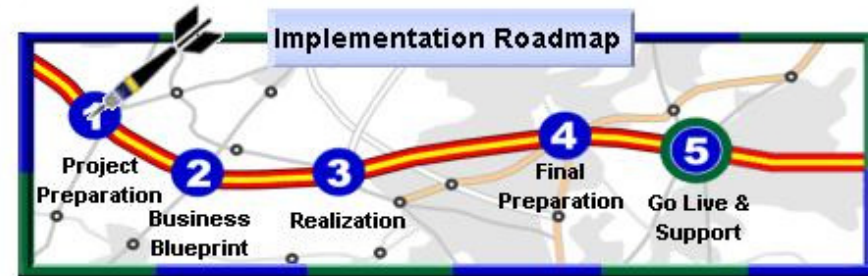 Implementation Roadmap
1
Project
Preparation
2
Business
Blueprint
3
Realization
4
Final
Preparation
5
Go Live &
Support